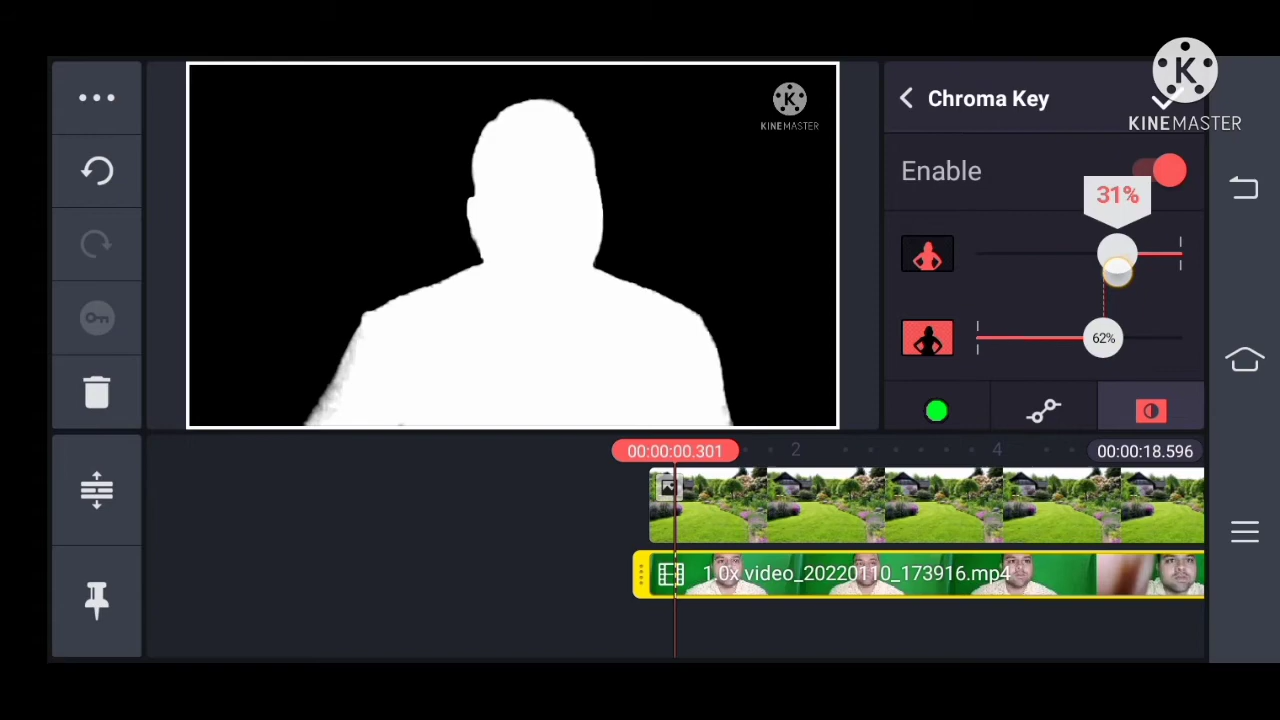 KINEMASTER
Chroma Key
KINEMASTER
Enable
31%
62%
00:00:00.301
2
4
00:00:18.596
1.0x video_20220110_173916.mp4